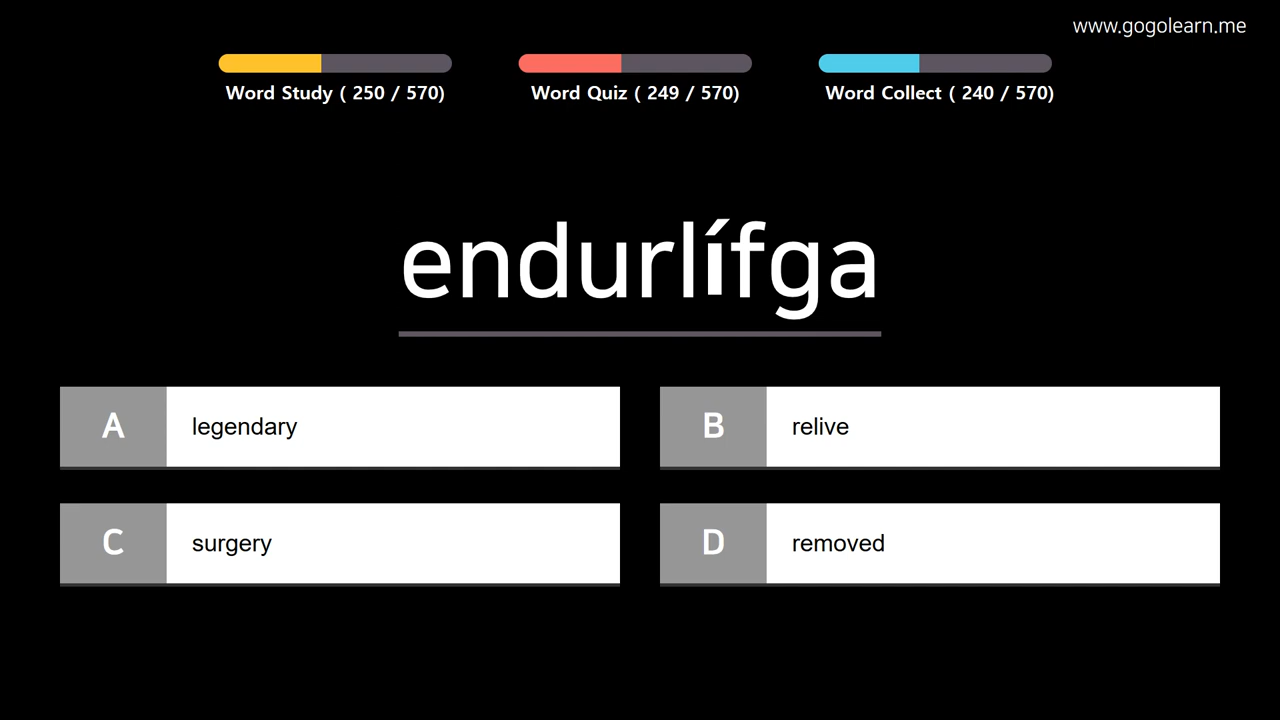 www.gogolearn.me
Word Study ( 250 / 570)
Word Quiz ( 249 / 570)
Word Collect ( 240 / 570)
endurlífga
A legendary
B relive
C surgery
D removed